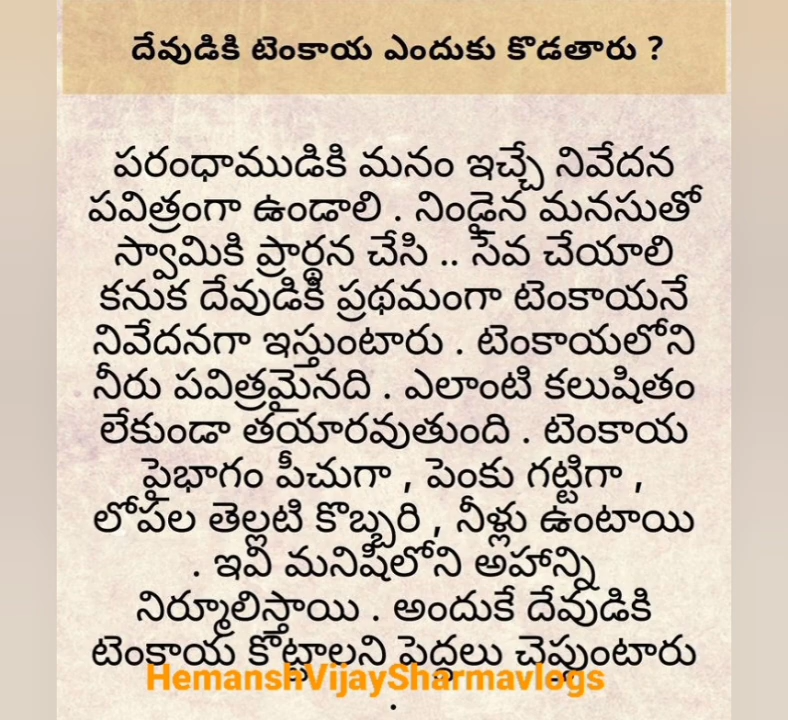 దేవుడికి టెంకాయ ఎందుకు కొడతారు ?
పరంధాముడికి మనం ఇచ్చే నివేదన
పవిత్రంగా ఉండాలి . నిండైన మనసుతో
స్వామికి ప్రార్థన చేసి .. సేవ చేయాలి
కనుక దేవుడికి ప్రథమంగా టెంకాయనే
నివేదనగా ఇస్తుంటారు . టెంకాయలోని
నీరు పవిత్రమైనది . ఎలాంటి కలుషితం
లేకుండా తయారవుతుంది . టెంకాయ
పైభాగం పీచుగా , పెంకు గట్టిగా ,
లోపల తెల్లటి కొబ్బరి , నీళ్లు ఉంటాయి
. ఇవి మనిషిలోని అహాన్ని
నిర్మూలిస్తాయి . అందుకే దేవుడికి
టెంకాయ కొట్టాలని పెద్దలు చెప్తుంటారు
HemanshVijaySharmavlogs
.